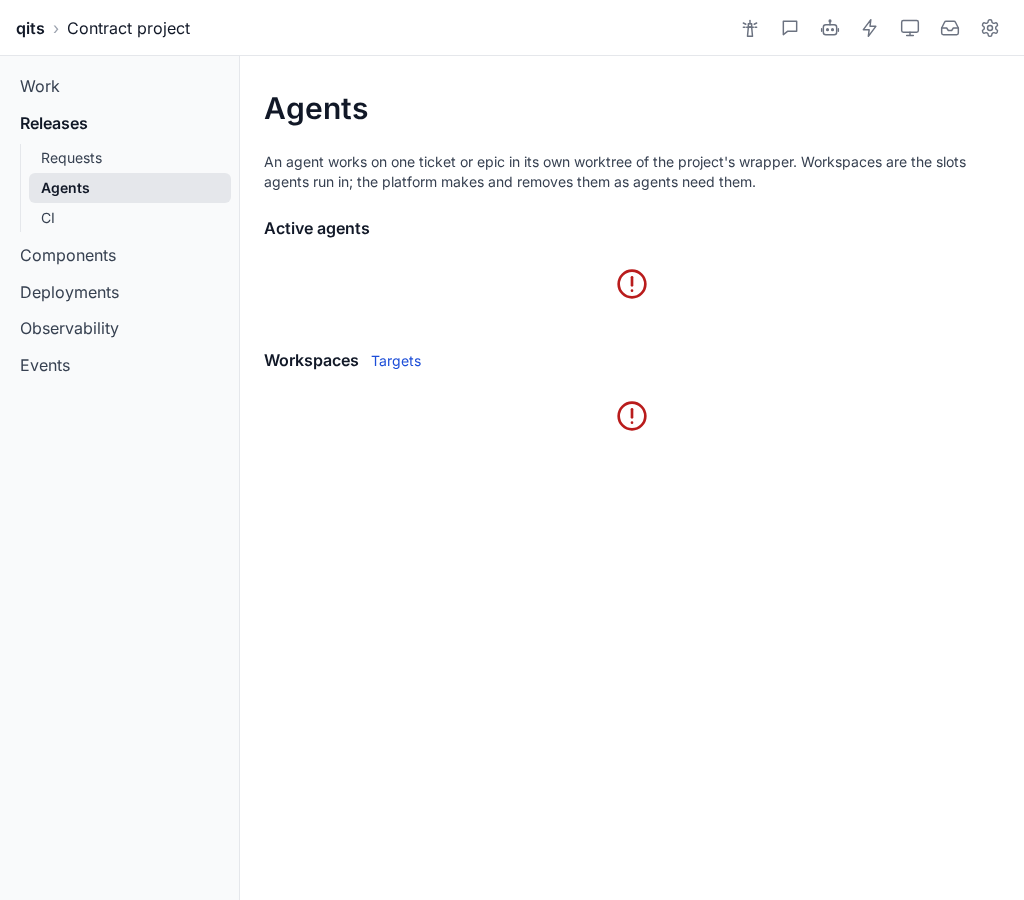 qits › Contract project
Work
Releases
Requests
Agents
CI
Components
Deployments
Observability
Events
Agents
An agent works on one ticket or epic in its own worktree of the project's wrapper. Workspaces are the slots
agents run in; the platform makes and removes them as agents need them.
Active agents
Workspaces Targets